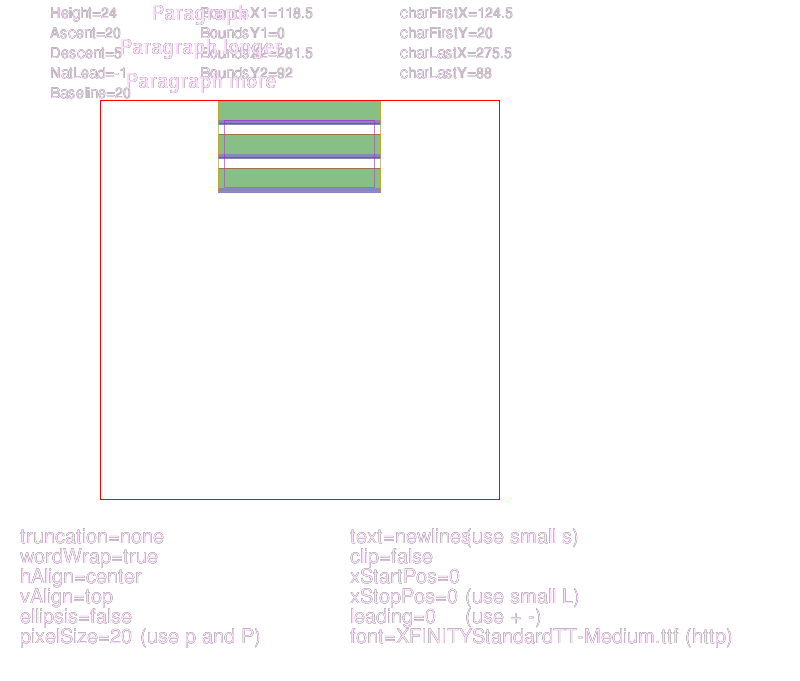 Height=24
Ascent=20
Descent=5
NatLead=-1
Baseline=20
Paragraph
Paragraph logger
Paragraph more
BoundsX1=118.5
BoundsY1=0
BoundsX2=281.5
BoundsY2=92
charFirstX=124.5
charFirstY=20
charLastX=275.5
charLastY=88
truncation=none
wordWrap=true
hAlign=center
vAlign=top
ellipsis=false
pixelSize=20 (use p and P)
text=newlines(use small s)
clip=false
xStartPos=0
xStopPos=0 (use small L)
leading=0 (use + -)
font=XFINITYStandardTT-Medium.ttf (http)